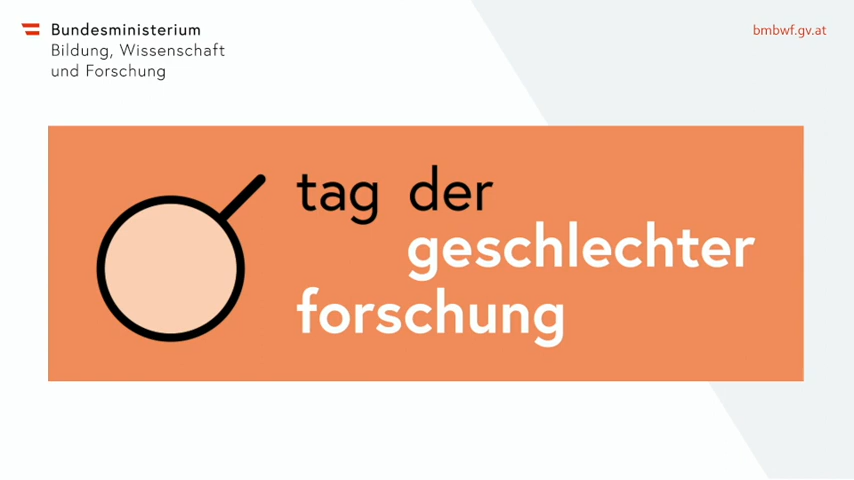 Bundesministerium
Bildung, Wissenschaft
und Forschung
bmbwf.gv.at
tag der
geschlechter
forschung